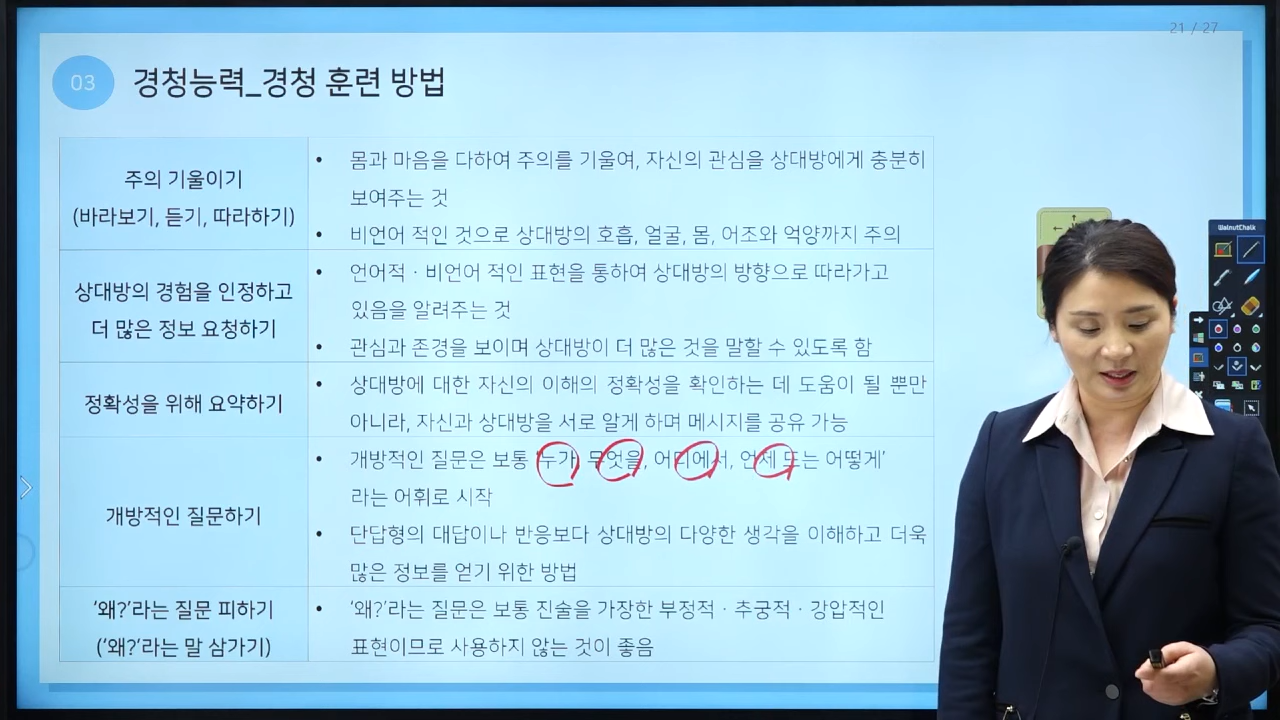 21 / 27
03
경청능력_경청 훈련 방법
주의 기울이기
(바라보기, 듣기, 따라하기)
• 몸과 마음을 다하여 주의를 기울여, 자신의 관심을 상대방에게 충분히
보여주는 것
• 비언어 적인 것으로 상대방의 호흡, 얼굴, 몸, 어조와 억양까지 주의
상대방의 경험을 인정하고
더 많은 정보 요청하기
• 언어적 · 비언어 적인 표현을 통하여 상대방의 방향으로 따라가고
있음을 알려주는 것
• 관심과 존경을 보이며 상대방이 더 많은 것을 말할 수 있도록 함
정확성을 위해 요약하기
• 상대방에 대한 자신의 이해의 정확성을 확인하는 데 도움이 될 뿐만
아니라, 자신과 상대방을 서로 알게 하며 메시지를 공유 가능
개방적인 질문하기
• 개방적인 질문은 보통 ‘누가, 무엇을, 어디에서, 언제 또는 어떻게’
라는 어휘로 시작
• 단답형의 대답이나 반응보다 상대방의 다양한 생각을 이해하고 더욱
많은 정보를 얻기 위한 방법
‘왜?’라는 질문 피하기
(‘왜?’라는 말 삼가기)
• ‘왜?’라는 질문은 보통 진술을 가장한 부정적 · 추궁적 · 강압적인
표현이므로 사용하지 않는 것이 좋음
WalnutChalk